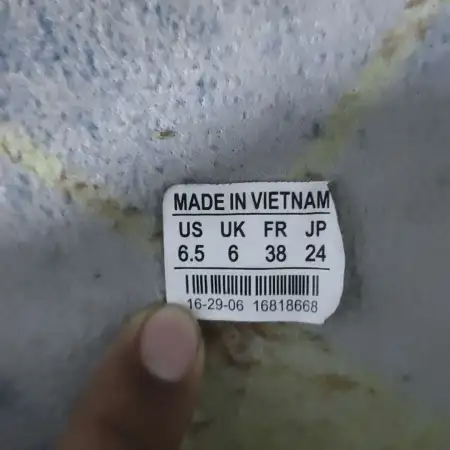 MADE IN VIETNAM
US UK FR JP
6.5 6 38 24
16-29-06 16818668